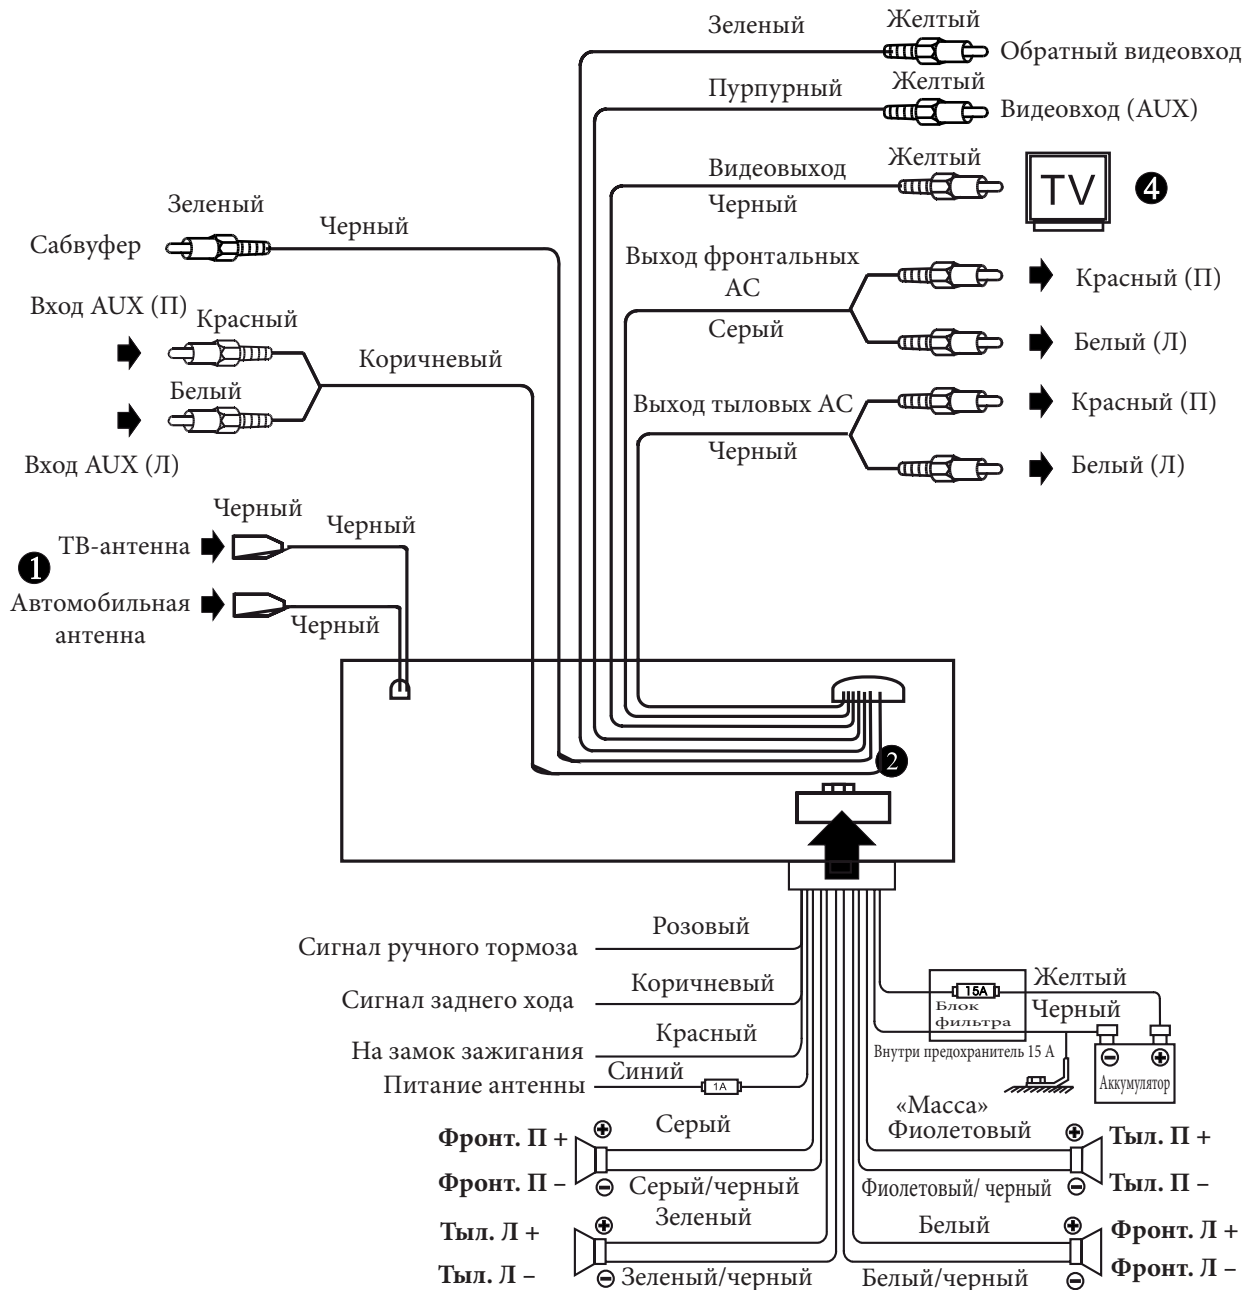 Зеленый
Желтый
Обратный видеовход
Пурпурный
Желтый
Видеовход (AUX)
Видеовыход
Желтый
Черный
TV
4
Зеленый
Сабвуфер
Черный
Выход фронтальных
АС
Серый
Красный (П)
Белый (Л)
Вход AUX (П)
Красный
Коричневый
Белый
Вход AUX (Л)
Выход тыловых АС
Черный
Красный (П)
Белый (Л)
Черный
Черный
ТВ-антенна
1
Автомобильная
антенна
Черный
2
Розовый
Сигнал ручного тормоза
Коричневый
Сигнал заднего хода
Красный
На замок зажигания
Синий
Питание антенны
1A
15A
Желтый
Блок
фильтра
Черный
Внутри предохранитель 15 А
Аккумулятор
«Масса»
Фронт. П +
Серый
Фронт. П –
Серый/черный
Фиолетовый
Тыл. П +
Фиолетовый/ черный
Тыл. П –
Зеленый
Тыл. Л +
Тыл. Л –
Зеленый/черный
Белый
Фронт. Л +
Белый/черный
Фронт. Л –